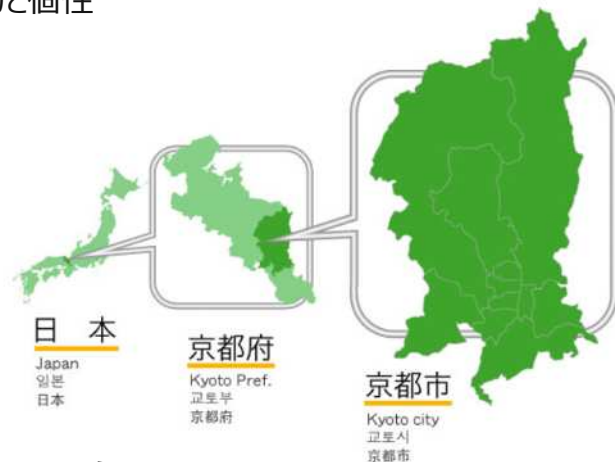 た個性
日 本
Japan
일본
日本
京都府
Kyoto Pref.
교토부
京都府
京都市
Kyoto city
교토시
京都市